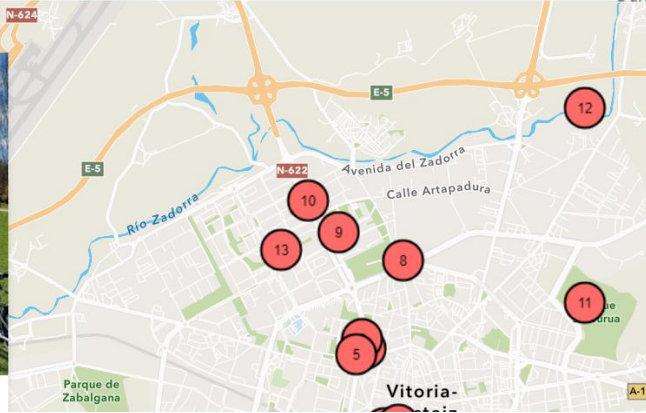 N-624
E-5
12
N-622
Avenida del Zadorra
E-5
Calle Artapadura
10
Río Zadorra
9
13
8
11
5
Parque de
Zabalgana
A-1
Vitoria-